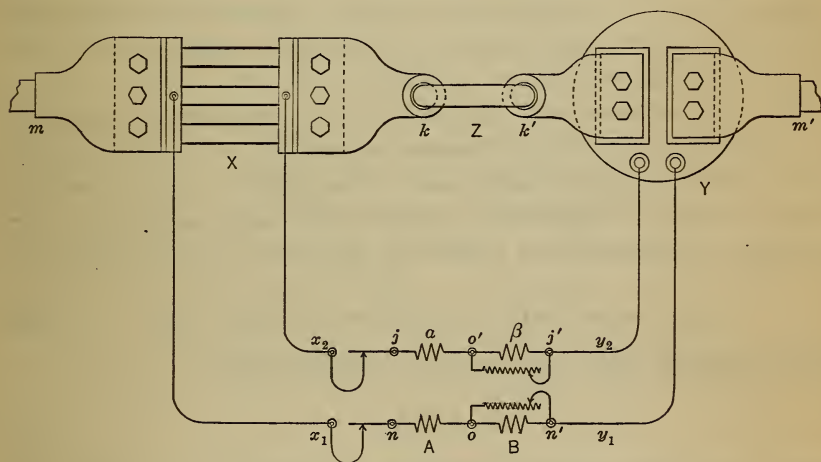 m k Z k′ m′
X Y
x₂ j α o′ β j′ y₂
x₁ n A o B n′ y₁